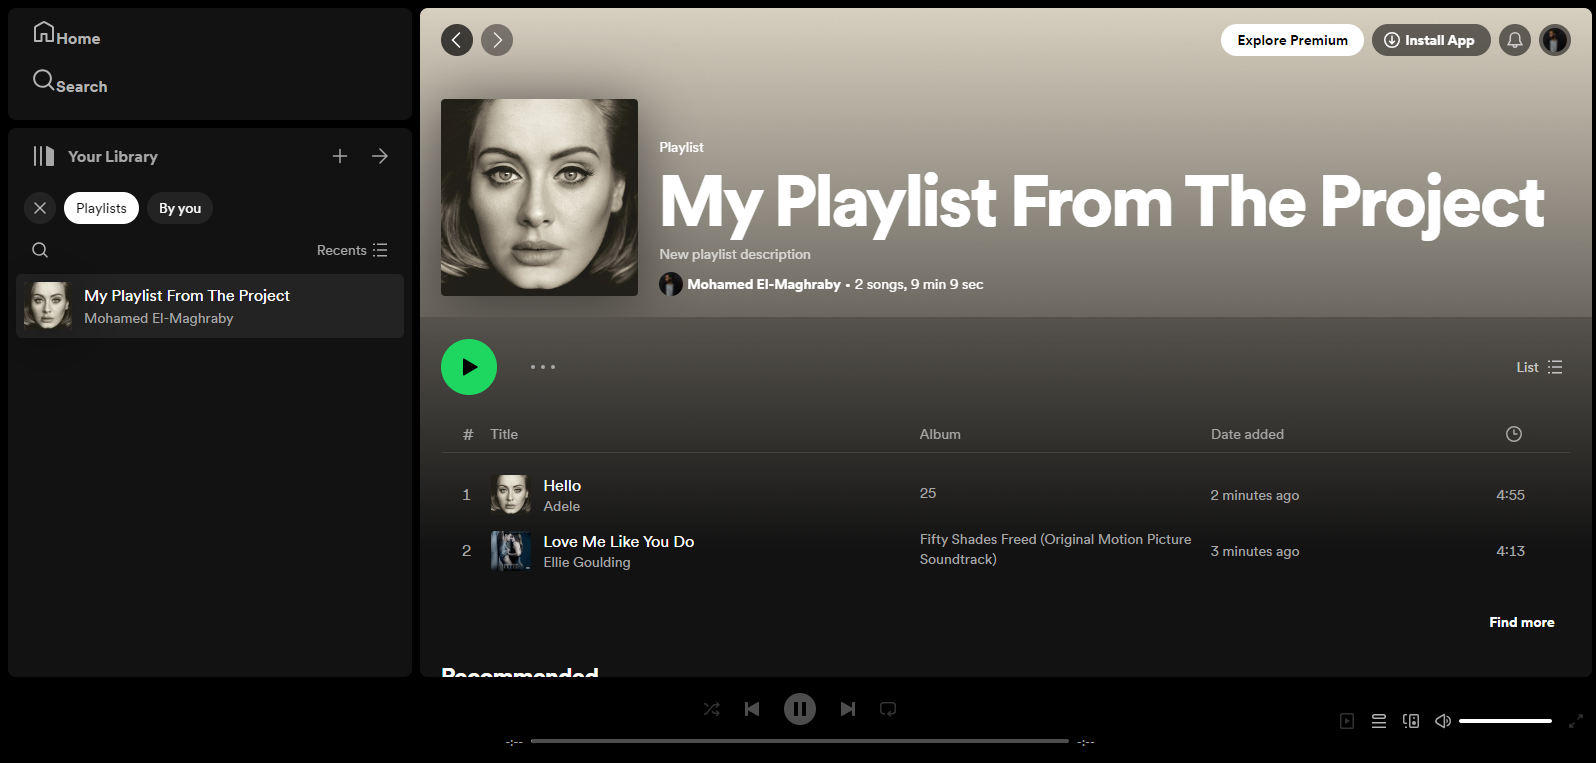 Home
Search
Your Library
Playlists
By you
Recents
My Playlist From The Project
Mohamed El-Maghraby
Explore Premium
Install App
Playlist
My Playlist From The Project
New playlist description
Mohamed El-Maghraby • 2 songs, 9 min 9 sec
List
# Title Album Date added
1 Hello 25 2 minutes ago 4:55
Adele
2 Love Me Like You Do Fifty Shades Freed (Original Motion Picture 3 minutes ago 4:13
Ellie Goulding Soundtrack)
Find more
Recommended
-:-- -:--